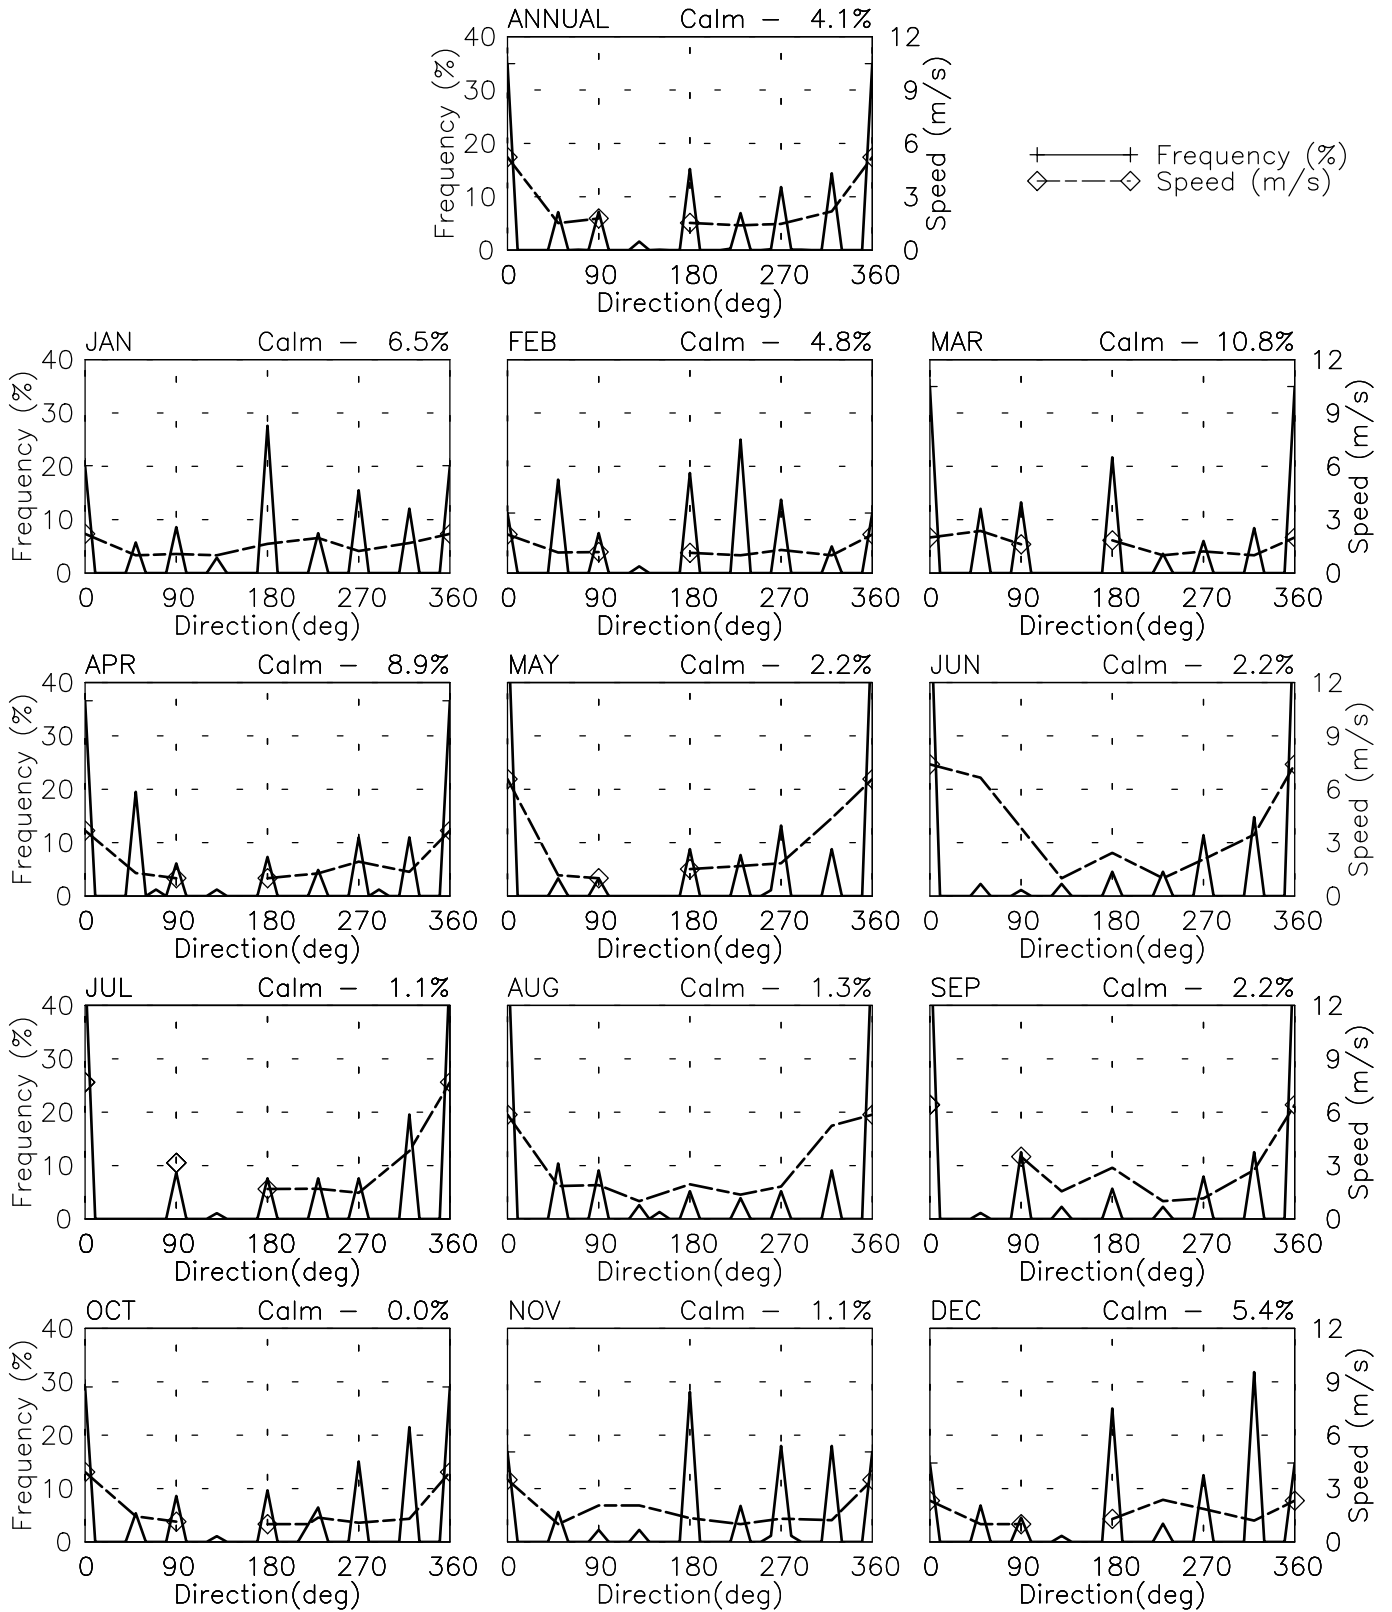 ANNUAL Calm – 4.1%
40 12
30 9
20 6
10 3
0 0
Frequency (%)
Speed (m/s)
0 90 180 270 360
Direction(deg)
Frequency (%)
Speed (m/s)
JAN Calm – 6.5% FEB Calm – 4.8% MAR Calm – 10.8%
40 12
30 9
20 6
10 3
0 0
Frequency (%)
Speed (m/s)
0 90 180 270 360 0 90 180 270 360 0 90 180 270 360
Direction(deg) Direction(deg) Direction(deg)
APR Calm – 8.9% MAY Calm – 2.2% JUN Calm – 2.2%
40 12
30 9
20 6
10 3
0 0
Frequency (%)
Speed (m/s)
0 90 180 270 360 0 90 180 270 360 0 90 180 270 360
Direction(deg) Direction(deg) Direction(deg)
JUL Calm – 1.1% AUG Calm – 1.3% SEP Calm – 2.2%
40 12
30 9
20 6
10 3
0 0
Frequency (%)
Speed (m/s)
0 90 180 270 360 0 90 180 270 360 0 90 180 270 360
Direction(deg) Direction(deg) Direction(deg)
OCT Calm – 0.0% NOV Calm – 1.1% DEC Calm – 5.4%
40 12
30 9
20 6
10 3
0 0
Frequency (%)
Speed (m/s)
0 90 180 270 360 0 90 180 270 360 0 90 180 270 360
Direction(deg) Direction(deg) Direction(deg)